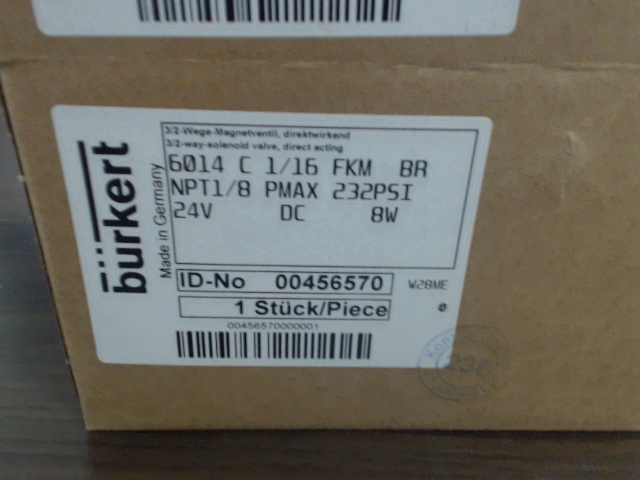 bürkert
Made in Germany
3/2-Wege-Magnetventil, direktwirkend
3/2-way-solenoid valve, direct acting
6014 C 1/16 FKM BR
NPT1/8 PMAX 232PSI
24V DC 8W
ID-No 00456570
W28ME
1 Stück/Piece
00456570000001